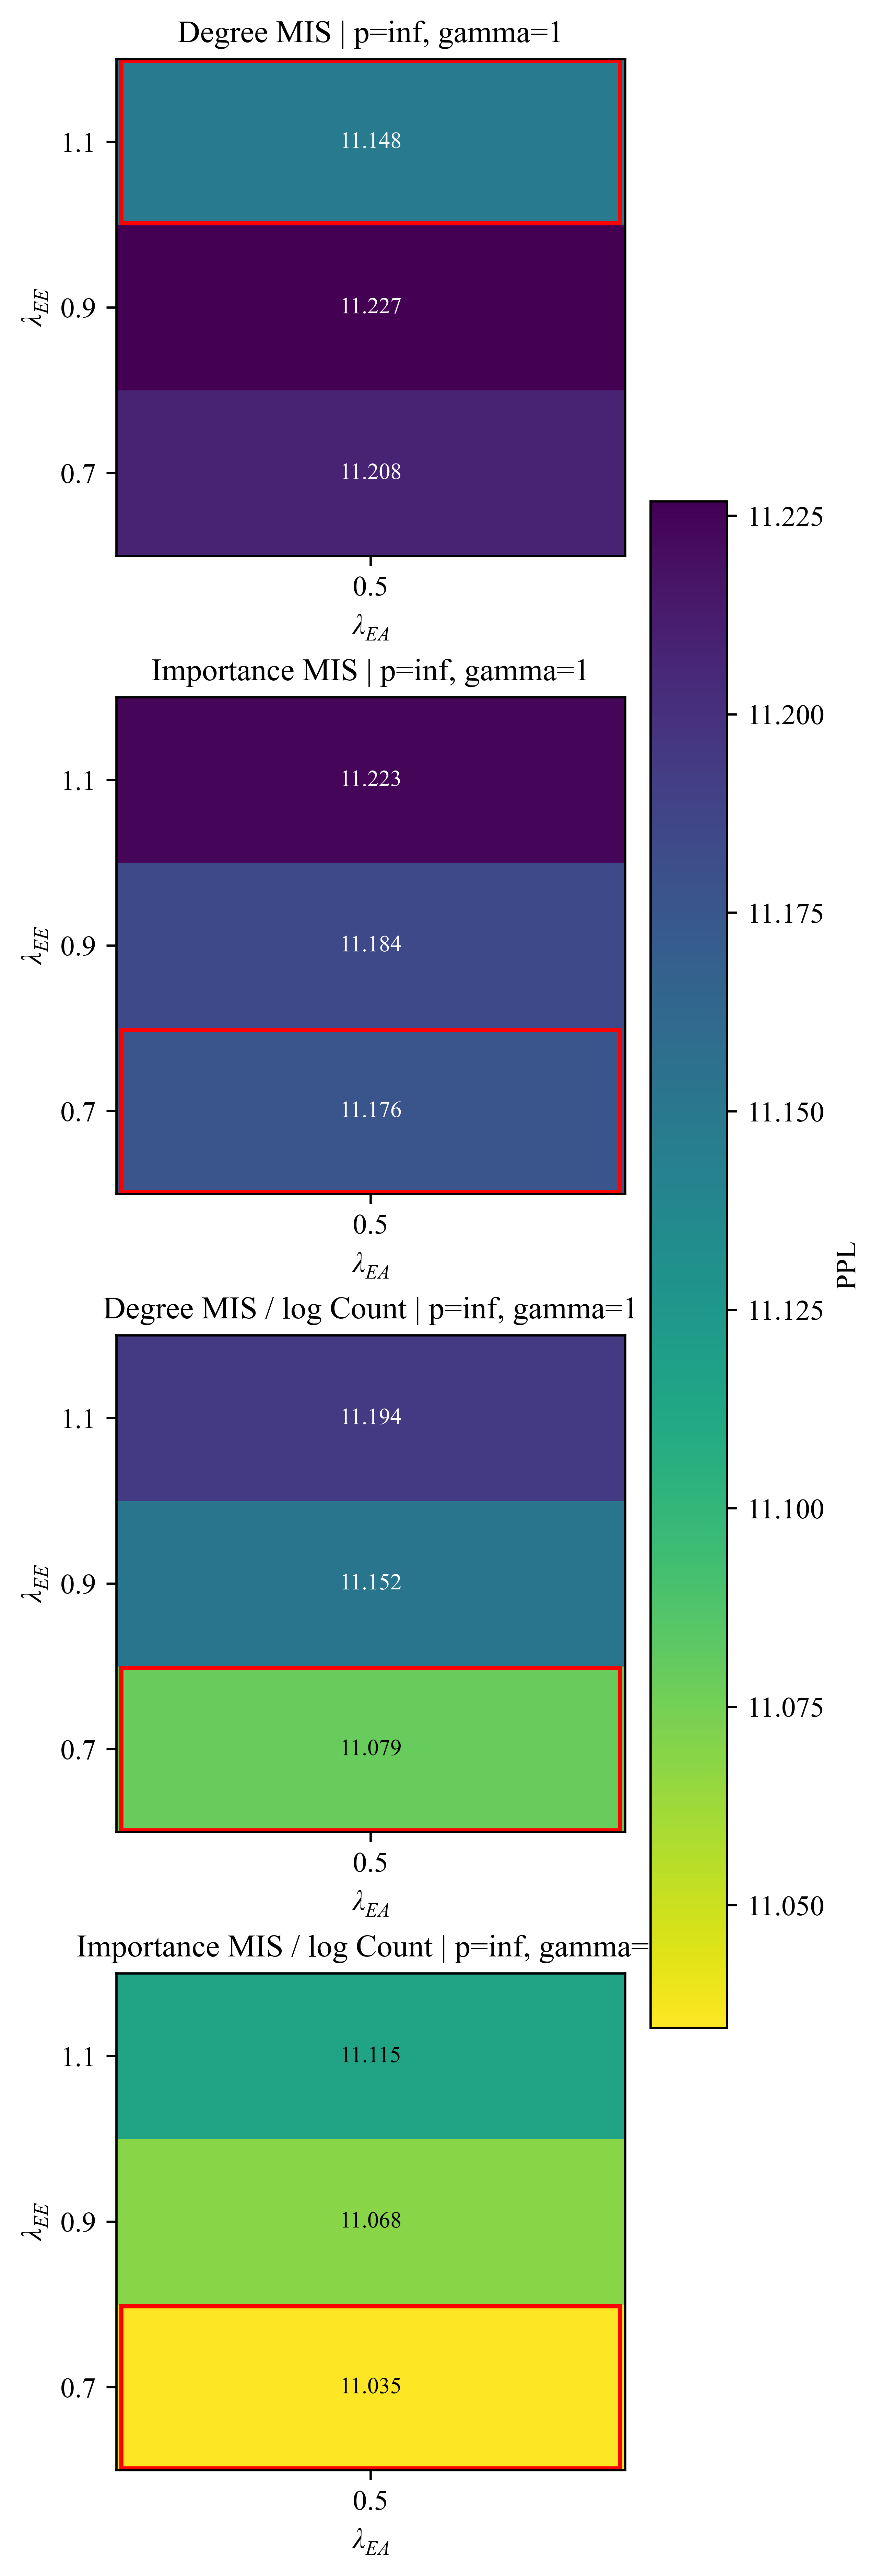 Degree MIS | p=inf, gamma=1
1.1
11.148
λEE
0.9
11.227
0.7
11.208
0.5
λEA
Importance MIS | p=inf, gamma=1
1.1
11.223
λEE
0.9
11.184
0.7
11.176
0.5
λEA
Degree MIS / log Count | p=inf, gamma=1
1.1
11.194
λEE
0.9
11.152
0.7
11.079
0.5
λEA
Importance MIS / log Count | p=inf, gamma=
1.1
11.115
λEE
0.9
11.068
0.7
11.035
0.5
λEA
11.225
11.200
11.175
11.150
11.125
11.100
11.075
11.050
PPL